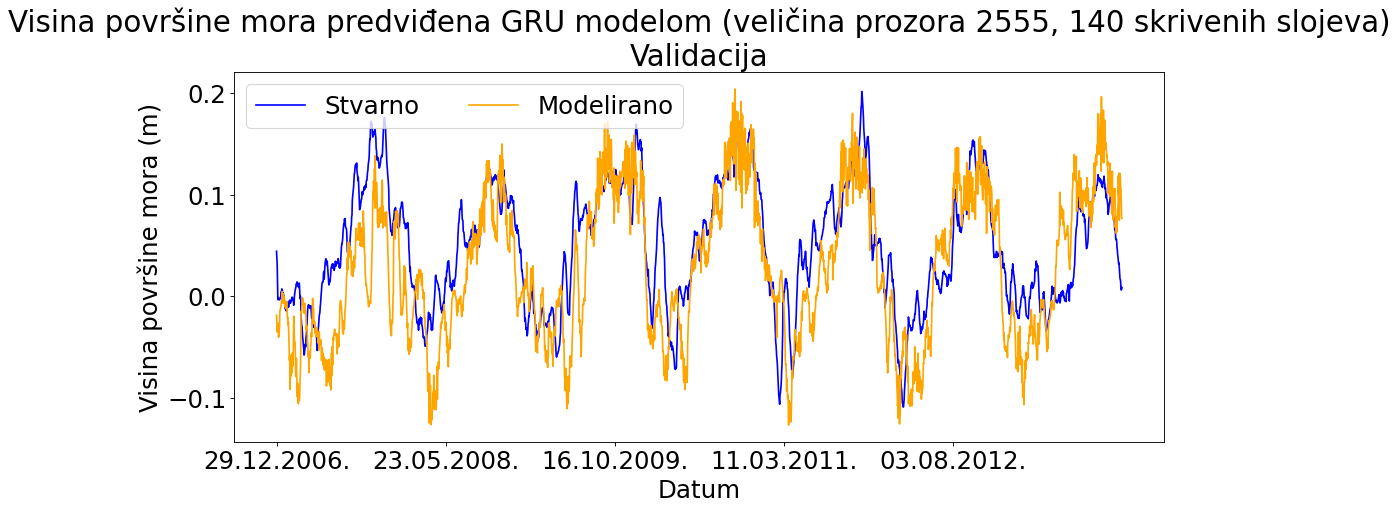 Visina površine mora predviđena GRU modelom (veličina prozora 2555, 140 skrivenih slojeva)
Validacija
Stvarno
Modelirano
Visina površine mora (m)
0.2
0.1
0.0
−0.1
29.12.2006.
23.05.2008.
16.10.2009.
11.03.2011.
03.08.2012.
Datum